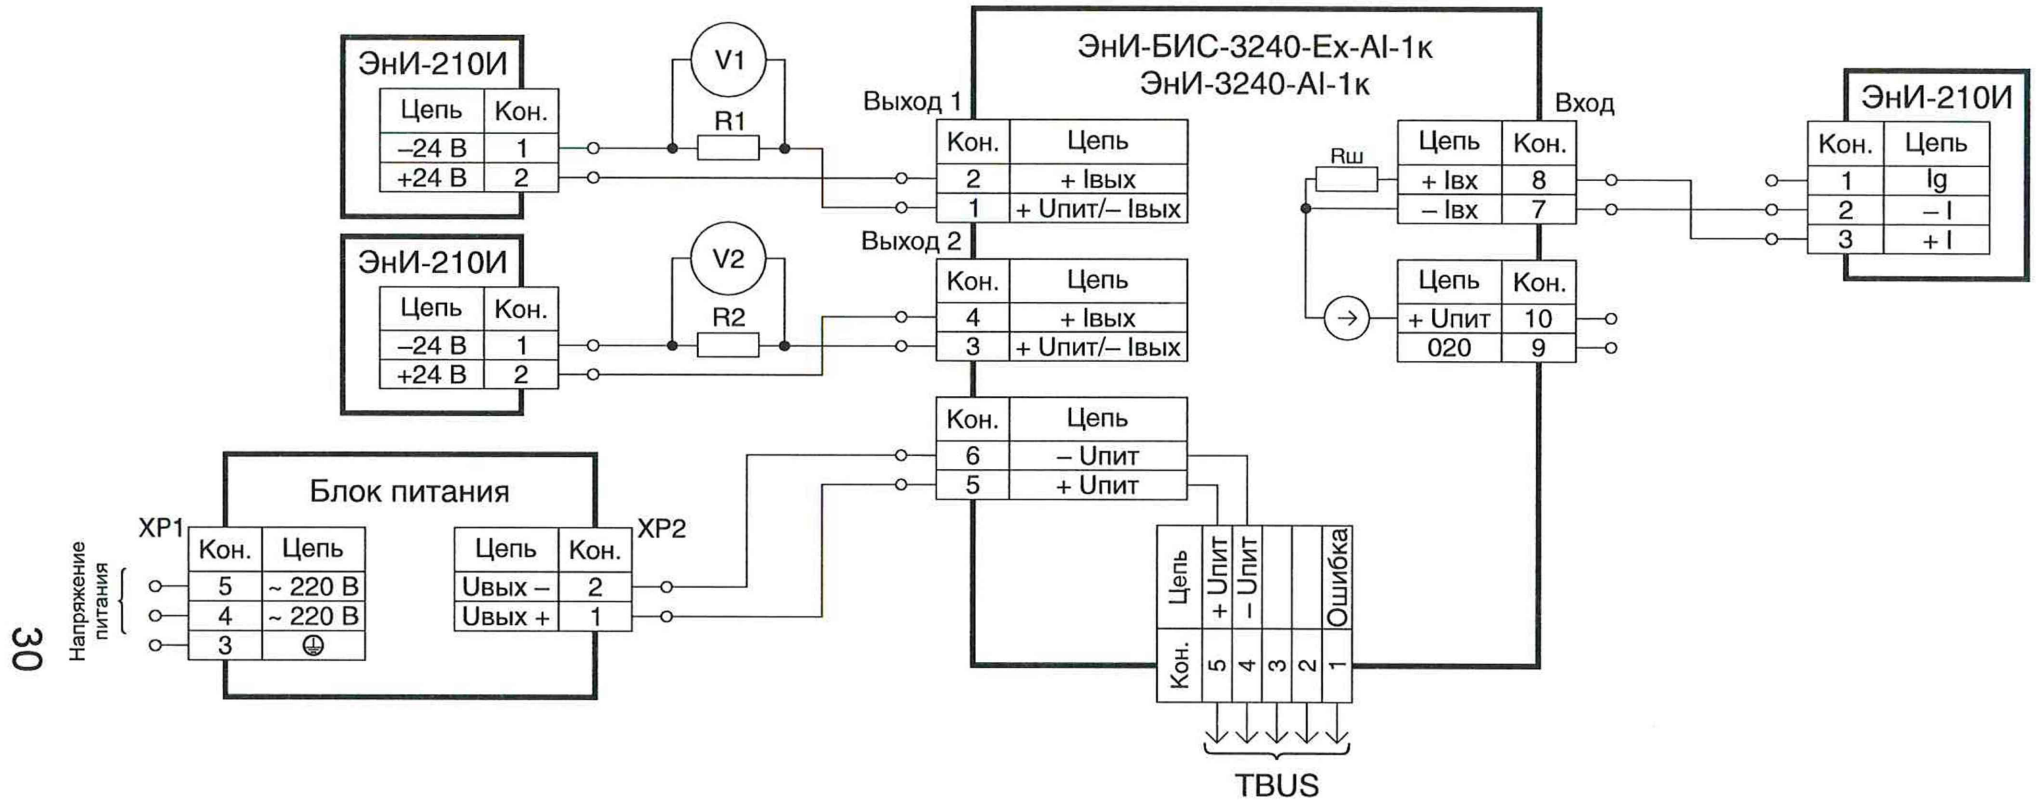 ЭнИ-210И
Цепь Кон.
–24 В 1
+24 В 2
V1
R1
ЭнИ-210И
Цепь Кон.
–24 В 1
+24 В 2
V2
R2
ЭнИ-БИС-3240-Ex-AI-1к
ЭнИ-3240-AI-1к
Выход 1
Кон. Цепь
2 + Iвых
1 + Uпит/– Iвых
Выход 2
Кон. Цепь
4 + Iвых
3 + Uпит/– Iвых
Кон. Цепь
6 – Uпит
5 + Uпит
Rш
Вход
Цепь Кон.
+ Iвх 8
– Iвх 7
Цепь Кон.
+ Uпит 10
020 9
ЭнИ-210И
Кон. Цепь
1 Ig
2 – I
3 + I
Блок питания
XP1
Кон. Цепь
5 ~ 220 В
4 ~ 220 В
3
Напряжение
питания
XP2
Цепь Кон.
Uвых – 2
Uвых + 1
Кон. Цепь
5 + Uпит
4 – Uпит
3
2
1 Ошибка
TBUS
30